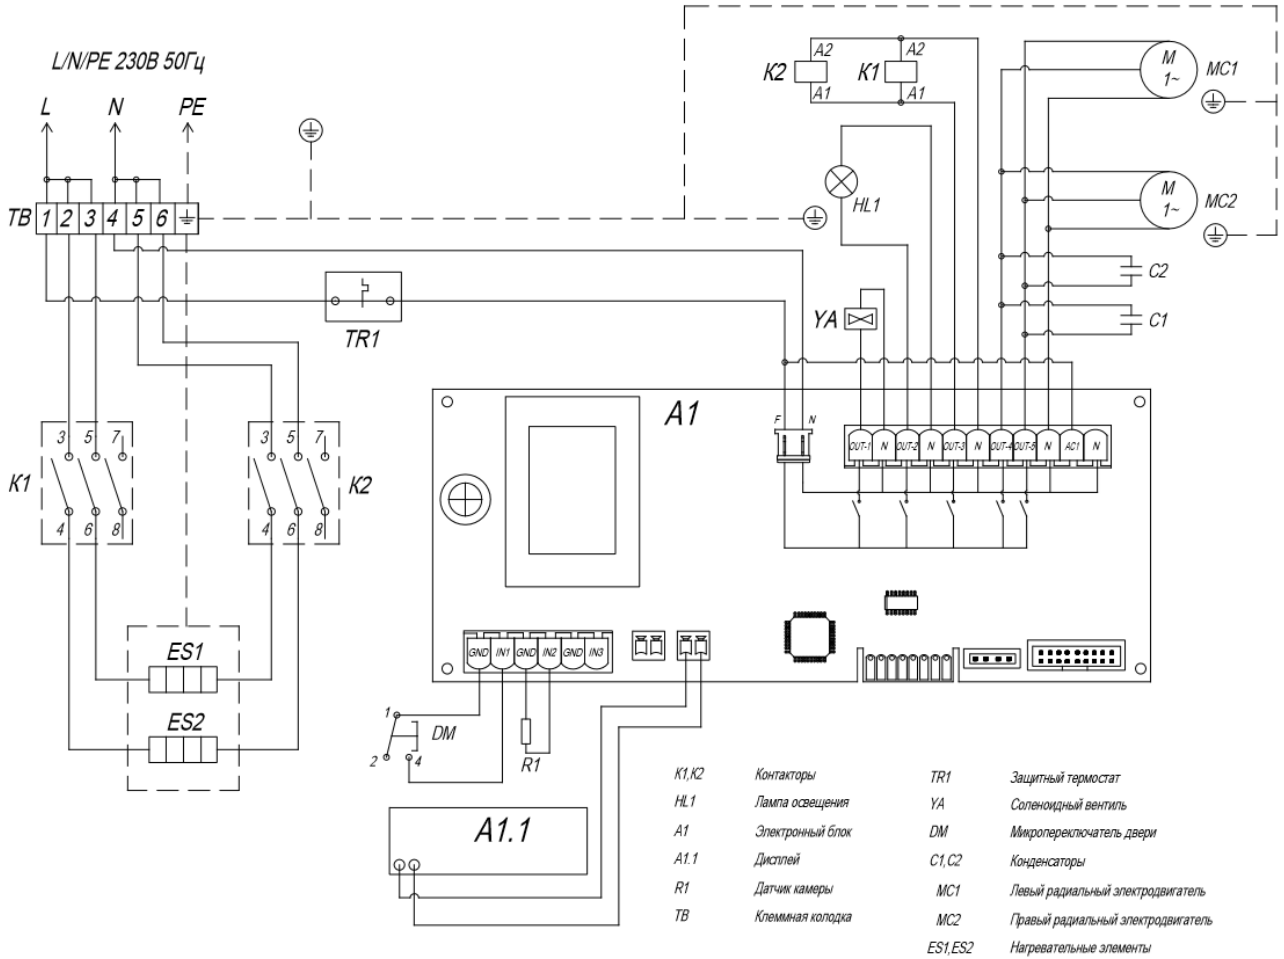 L/N/PE 230В 50Гц
L N PE
TB 1 2 3 4 5 6
TR1
K1 3 5 7
4 6 8
3 5 7 K2
4 6 8
ES1
ES2
K2 A2 K1 A2
A1 A1
HL1
YA
M
1~
MC1
M
1~
MC2
C2
C1
A1
F N
OUT-1 N OUT-2 N OUT-3 N OUT-4 OUT-5 N AC1 N
GND IN1 GND IN2 GND IN3
1
2 4
DM
R1
A1.1
K1,K2 Контакторы
HL1 Лампа освещения
A1 Электронный блок
A1.1 Дисплей
R1 Датчик камеры
TB Клеммная колодка
TR1 Защитный термостат
YA Соленоидный вентиль
DM Микропереключатель двери
C1,C2 Конденсаторы
MC1 Левый радиальный электродвигатель
MC2 Правый радиальный электродвигатель
ES1,ES2 Нагревательные элементы